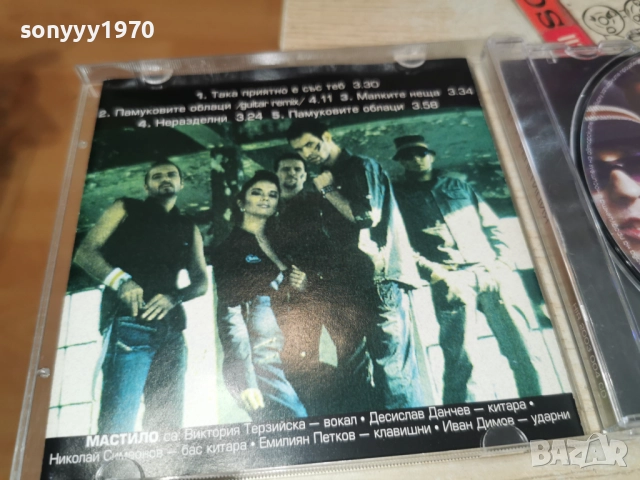 sonyyy1970
1. Така приятно е със теб 3.30
2. Памуковите облаци /guitar remix/ 4.11 3. Малките неща 3.34
4. Неразделни 3.24 5. Памуковите облаци 3.58
МАСТИЛО са: Виктория Терзийска – вокал • Десислав Данчев – китара •
Николай Симеонов – бас китара • Емилиян Петков – клавишни • Иван Димов – ударни
Bazar